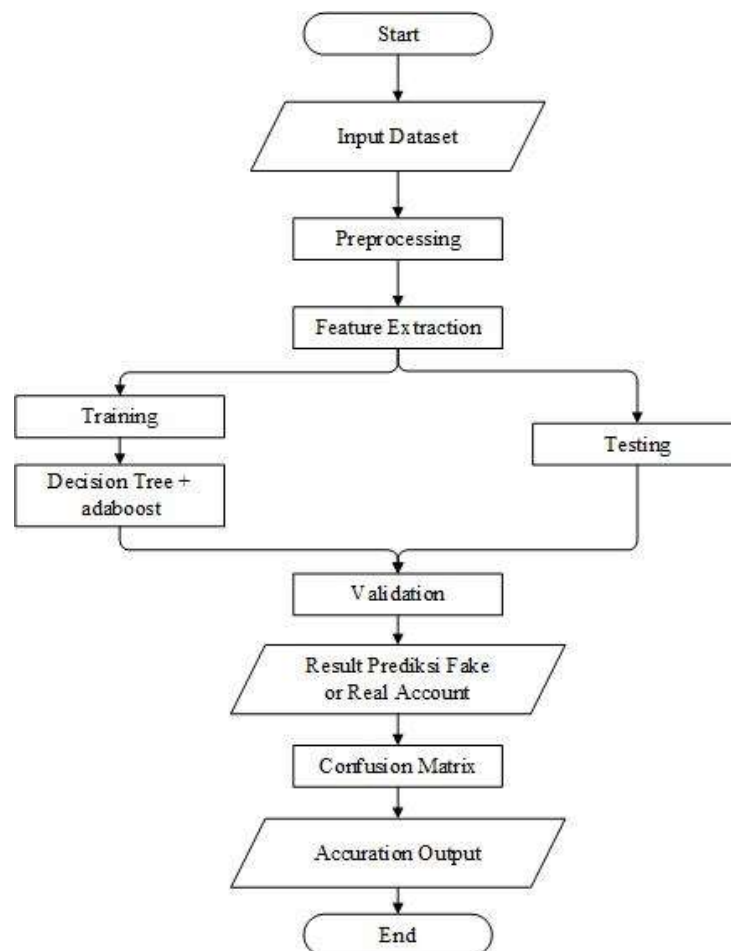 Start
Input Dataset
Preprocessing
Feature Extraction
Training
Testing
Decision Tree +
adaboost
Validation
Result Prediksi Fake
or Real Account
Confusion Matrix
Accuration Output
End